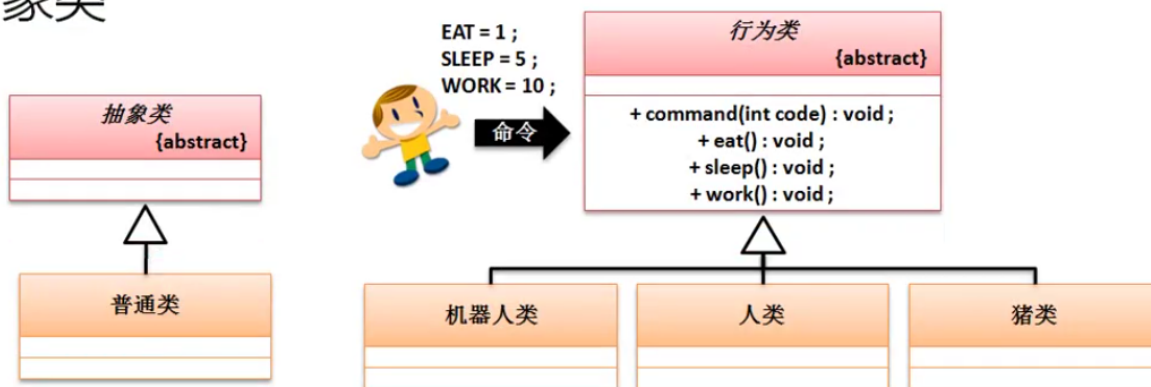 象类
抽象类
{abstract}
普通类
EAT = 1 ;
SLEEP = 5 ;
WORK = 10 ;
命令
行为类
{abstract}
+ command(int code) : void ;
+ eat() : void ;
+ sleep() : void ;
+ work() : void ;
机器人类
人类
猪类